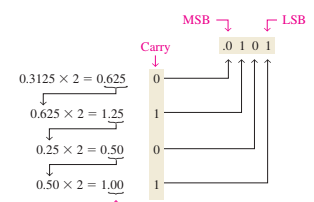 MSB LSB
Carry .0 1 0 1
0.3125 × 2 = 0.625 0
0.625 × 2 = 1.25 1
0.25 × 2 = 0.50 0
0.50 × 2 = 1.00 1